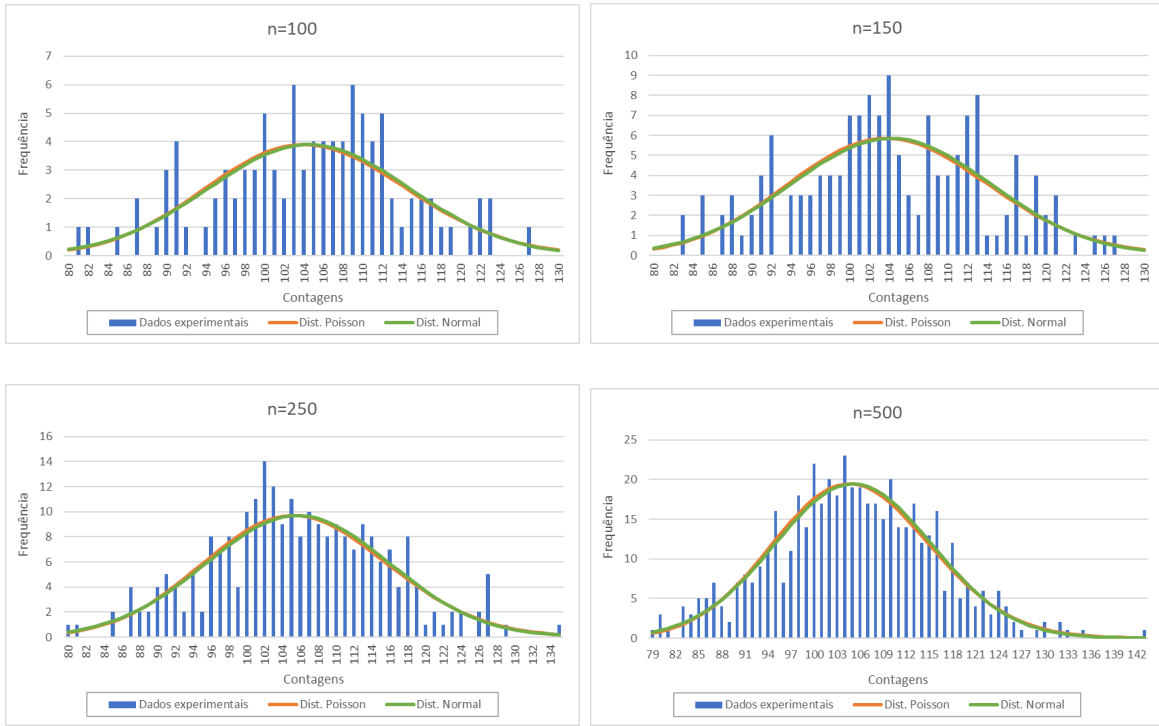 n=100
Frequência
7
6
5
4
3
2
1
0
80 82 84 86 88 90 92 94 96 98 100 102 104 106 108 110 112 114 116 118 120 122 124 126 128 130
Contagens
Dados experimentais Dist. Poisson Dist. Normal
n=150
Frequência
10
9
8
7
6
5
4
3
2
1
0
80 82 84 86 88 90 92 94 96 98 100 102 104 106 108 110 112 114 116 118 120 122 124 126 128 130
Contagens
Dados experimentais Dist. Poisson Dist. Normal
n=250
Frequência
16
14
12
10
8
6
4
2
0
80 82 84 86 88 90 92 94 96 98 100 102 104 106 108 110 112 114 116 118 120 122 124 126 128 130 132 134
Contagens
Dados experimentais Dist. Poisson Dist. Normal
n=500
Frequência
25
20
15
10
5
0
79 82 85 88 91 94 97 100 103 106 109 112 115 118 121 124 127 130 133 136 139 142
Contagens
Dados experimentais Dist. Poisson Dist. Normal